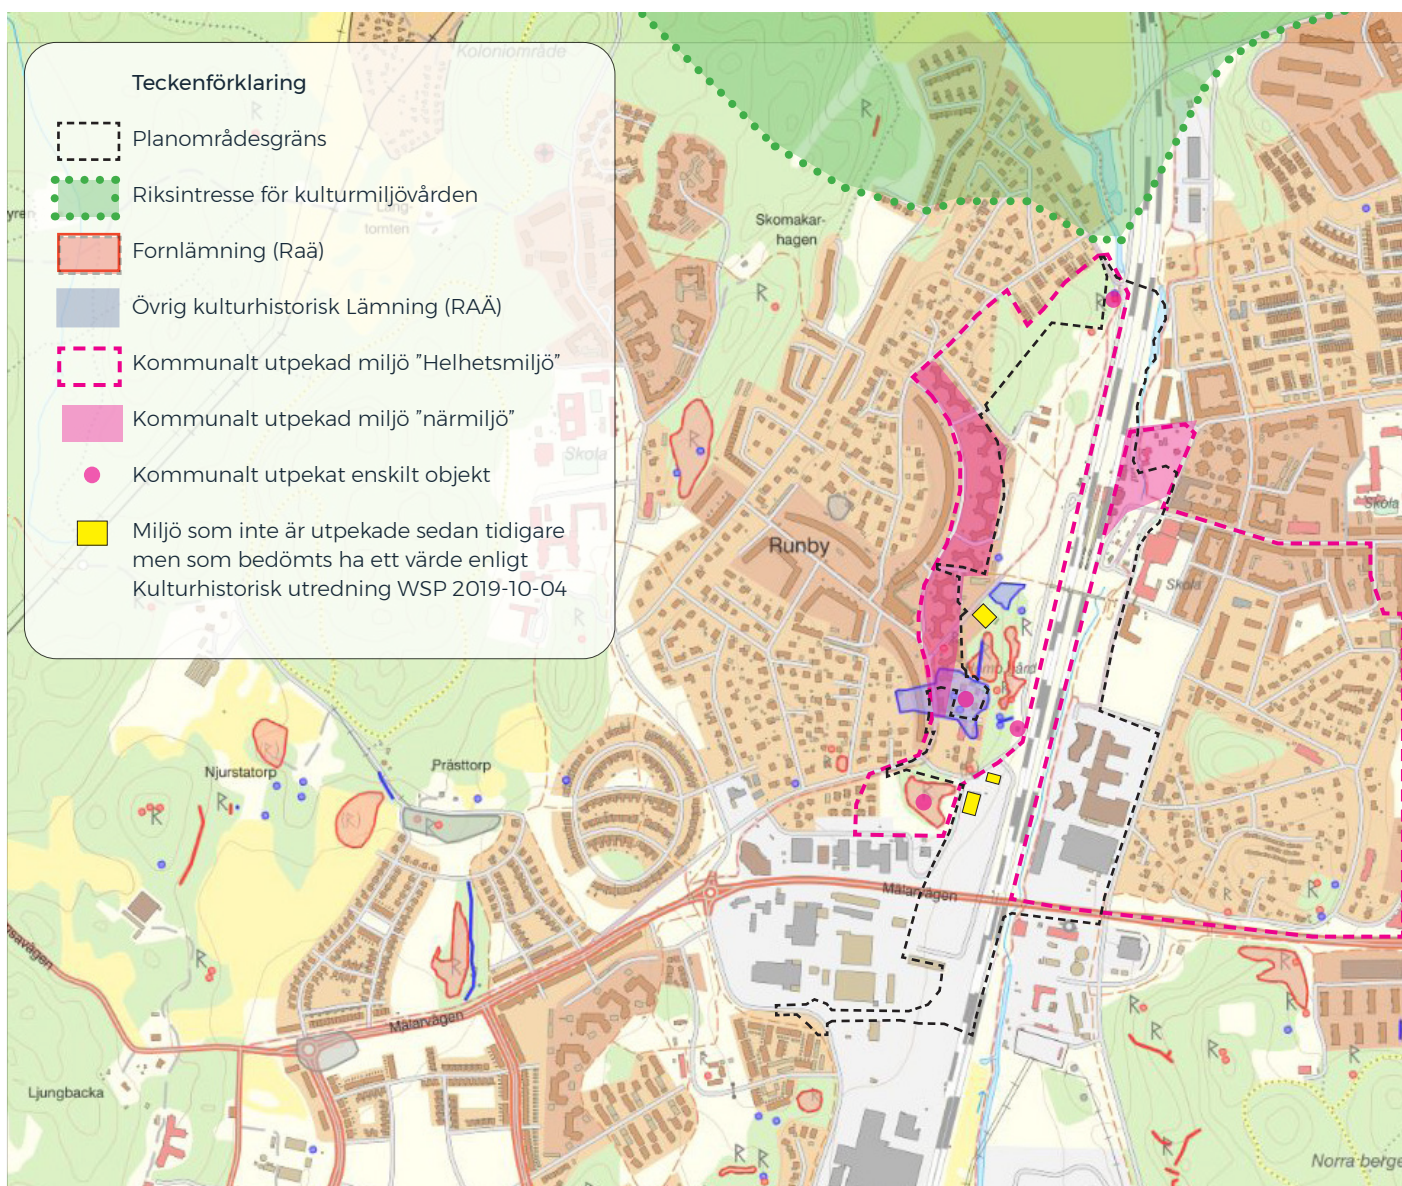 Koloniområde
Teckenförklaring
Planområdesgräns
Riksintresse för kulturmiljövården
Fornlämning (Raä)
Övrig kulturhistorisk Lämning (RAÄ)
Kommunalt utpekad miljö ”Helhetsmiljö”
Kommunalt utpekad miljö ”närmiljö”
Kommunalt utpekat enskilt objekt
Miljö som inte är utpekade sedan tidigare
men som bedömts ha ett värde enligt
Kulturhistorisk utredning WSP 2019-10-04
yren
tomten
Skola
R
Skomakar-
hagen
R
R
R
Runby
Skola
Skola
R
R
Njurstatorp
Prästtorp
R
R
R
R
R
Mälarvägen
Mälarvägen
Ljungbacka
R
R
R
R
R
R
R
R
R
R
Norra berge